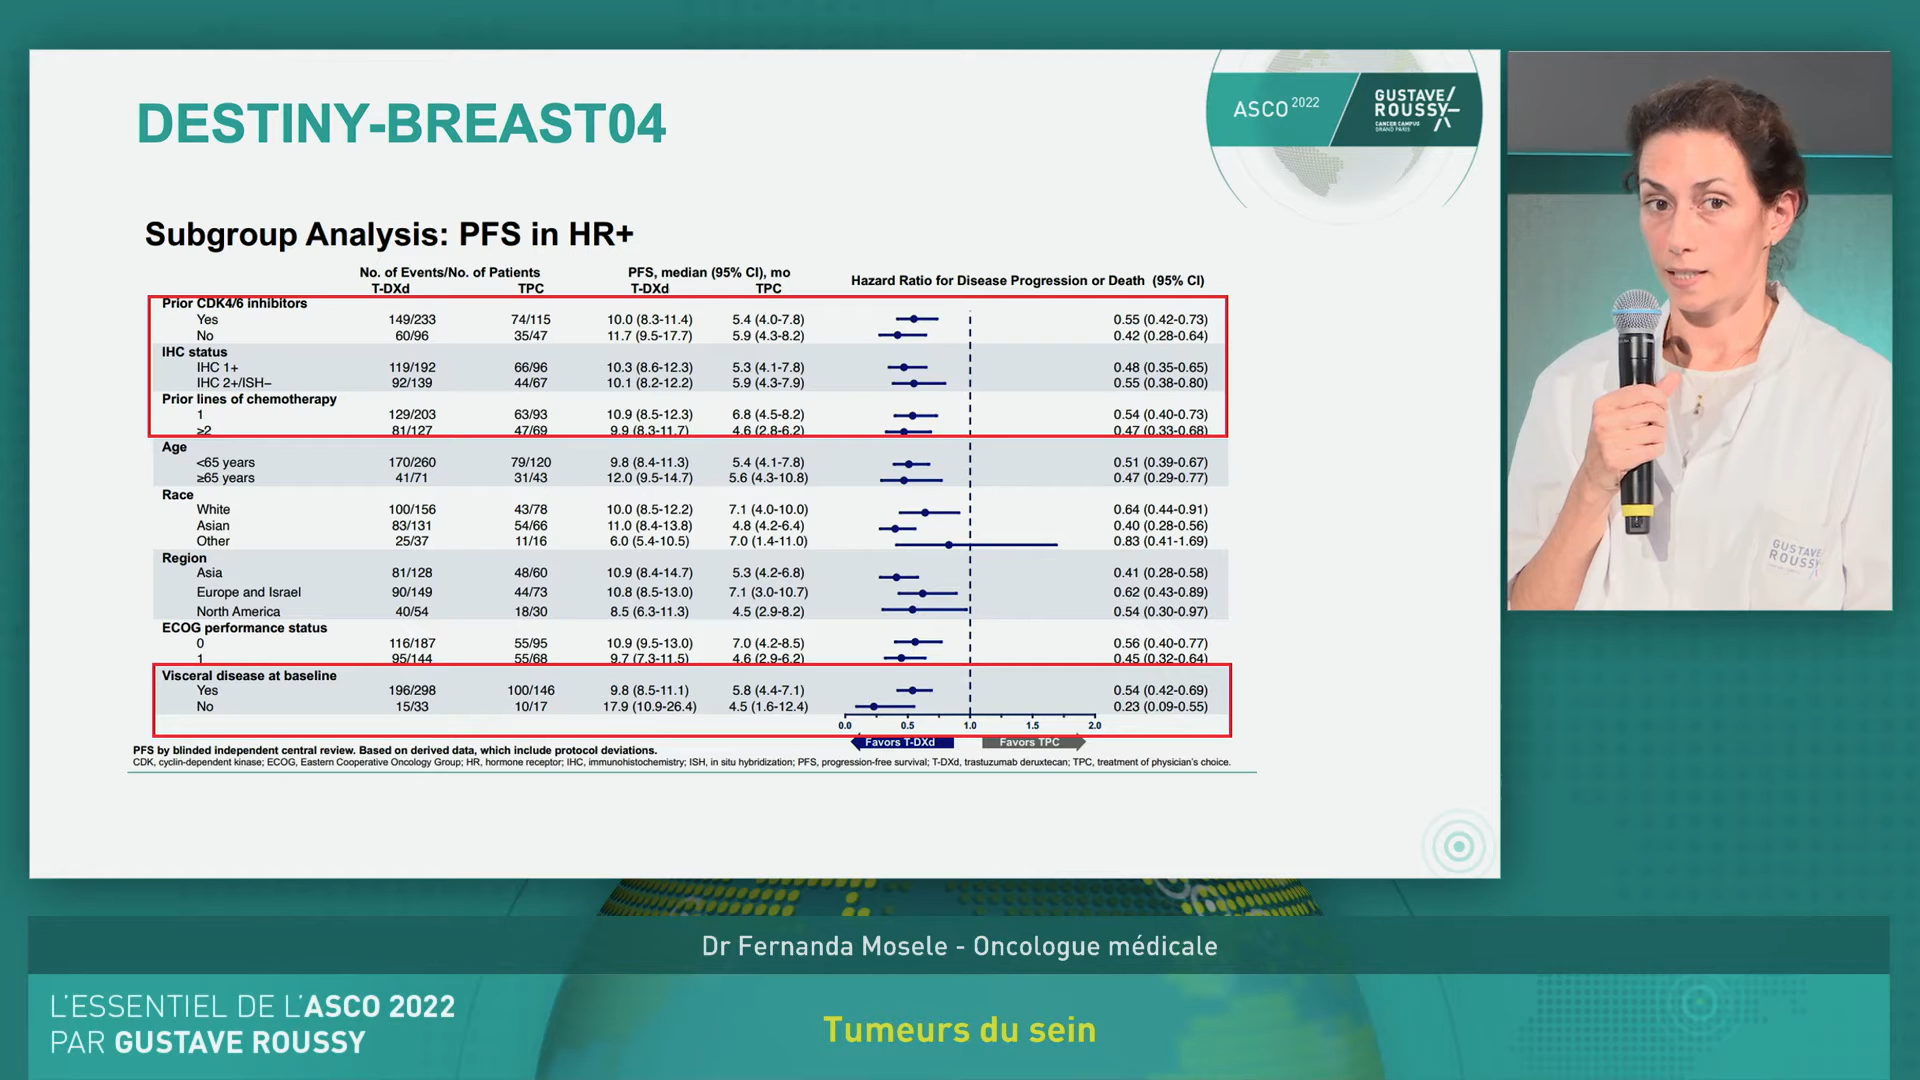 DESTINY-BREAST04
ASCO 2022
GUSTAVE/
ROUSSY
CANCER CAMPUS
GRAND PARIS
Subgroup Analysis: PFS in HR+
No. of Events/No. of Patients PFS, median (95% CI), mo Hazard Ratio for Disease Progression or Death (95% CI)
T-DXd TPC T-DXd TPC
Prior CDK4/6 inhibitors
Yes 149/233 74/115 10.0 (8.3-11.4) 5.4 (4.0-7.8) 0.55 (0.42-0.73)
No 60/96 35/47 11.7 (9.5-17.7) 5.9 (4.3-8.2) 0.42 (0.28-0.64)
IHC status
IHC 1+ 119/192 66/96 10.3 (8.6-12.3) 5.3 (4.1-7.8) 0.48 (0.35-0.65)
IHC 2+/ISH− 92/139 44/67 10.1 (8.2-12.2) 5.9 (4.3-7.9) 0.55 (0.38-0.80)
Prior lines of chemotherapy
1 129/203 63/93 10.9 (8.5-12.3) 6.8 (4.5-8.2) 0.54 (0.40-0.73)
≥2 81/127 47/69 9.9 (8.3-11.7) 4.6 (2.8-6.2) 0.47 (0.33-0.68)
Age
<65 years 170/260 79/120 9.8 (8.4-11.3) 5.4 (4.1-7.8) 0.51 (0.39-0.67)
≥65 years 41/71 31/43 12.0 (9.5-14.7) 5.6 (4.3-10.8) 0.47 (0.29-0.77)
Race
White 100/156 43/78 10.0 (8.5-12.2) 7.1 (4.0-10.0) 0.64 (0.44-0.91)
Asian 83/131 54/66 11.0 (8.4-13.8) 4.8 (4.2-6.4) 0.40 (0.28-0.56)
Other 25/37 11/16 6.0 (5.4-10.5) 7.0 (1.4-11.0) 0.83 (0.41-1.69)
Region
Asia 81/128 48/60 10.9 (8.4-14.7) 5.3 (4.2-6.8) 0.41 (0.28-0.58)
Europe and Israel 90/149 44/73 10.8 (8.5-13.0) 7.1 (3.0-10.7) 0.62 (0.43-0.89)
North America 40/54 18/30 8.5 (6.3-11.3) 4.5 (2.9-8.2) 0.54 (0.30-0.97)
ECOG performance status
0 116/187 55/95 10.9 (9.5-13.0) 7.0 (4.2-8.5) 0.56 (0.40-0.77)
1 95/144 55/68 9.7 (7.3-11.5) 4.6 (2.9-6.2) 0.45 (0.32-0.64)
Visceral disease at baseline
Yes 196/298 100/146 9.8 (8.5-11.1) 5.8 (4.4-7.1) 0.54 (0.42-0.69)
No 15/33 10/17 17.9 (10.9-26.4) 4.5 (1.6-12.4) 0.23 (0.09-0.55)
0.0 0.5 1.0 1.5 2.0
Favors T-DXd Favors TPC
PFS by blinded independent central review. Based on derived data, which include protocol deviations.
CDK, cyclin-dependent kinase; ECOG, Eastern Cooperative Oncology Group; HR, hormone receptor; IHC, immunohistochemistry; ISH, in situ hybridization; PFS, progression-free survival; T-DXd, trastuzumab deruxtecan; TPC, treatment of physician's choice.
GUSTAVE
ROUSSY
Dr Fernanda Mosele - Oncologue médicale
L'ESSENTIEL DE L'ASCO 2022
PAR GUSTAVE ROUSSY
Tumeurs du sein